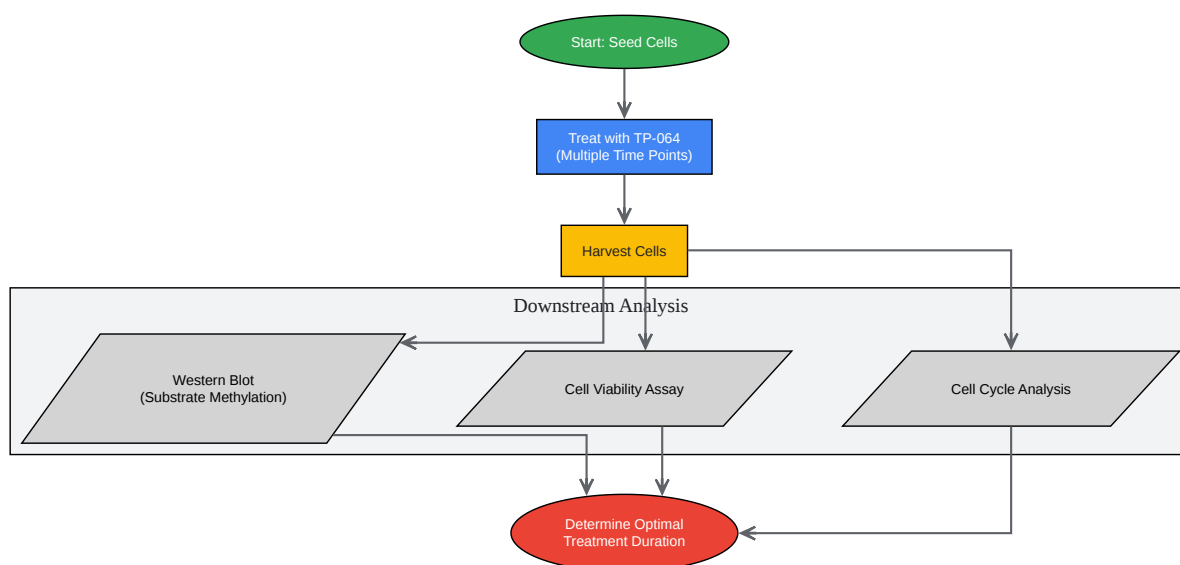 Start: Seed Cells
Treat with TP-064
(Multiple Time Points)
Harvest Cells
Downstream Analysis
Western Blot
(Substrate Methylation)
Cell Viability Assay
Cell Cycle Analysis
Determine Optimal
Treatment Duration